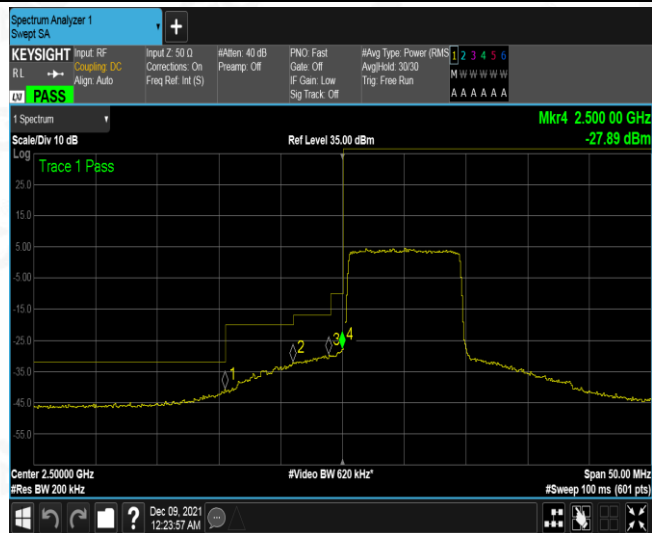 Spectrum Analyzer 1
Swept SA
+
KEYSIGHT
RL
LXI PASS
Input: RF
Coupling: DC
Align: Auto
Input Z: 50 Ω
Corrections: On
Freq Ref: Int (S)
#Atten: 40 dB
Preamp: Off
PNO: Fast
Gate: Off
IF Gain: Low
Sig Track: Off
#Avg Type: Power (RMS
Avg|Hold: 30/30
Trig: Free Run
1 2 3 4 5 6
M W W W W W
A A A A A A
1 Spectrum
Scale/Div 10 dB
Ref Level 35.00 dBm
Mkr4 2.500 00 GHz
-27.89 dBm
Log
Trace 1 Pass
25.0
15.0
5.00
-5.00
-15.0
-25.0
-35.0
-45.0
-55.0
1
2
3
4
Center 2.50000 GHz
#Res BW 200 kHz
#Video BW 620 kHz*
Span 50.00 MHz
#Sweep 100 ms (601 pts)
?
Dec 09, 2021
12:23:57 AM